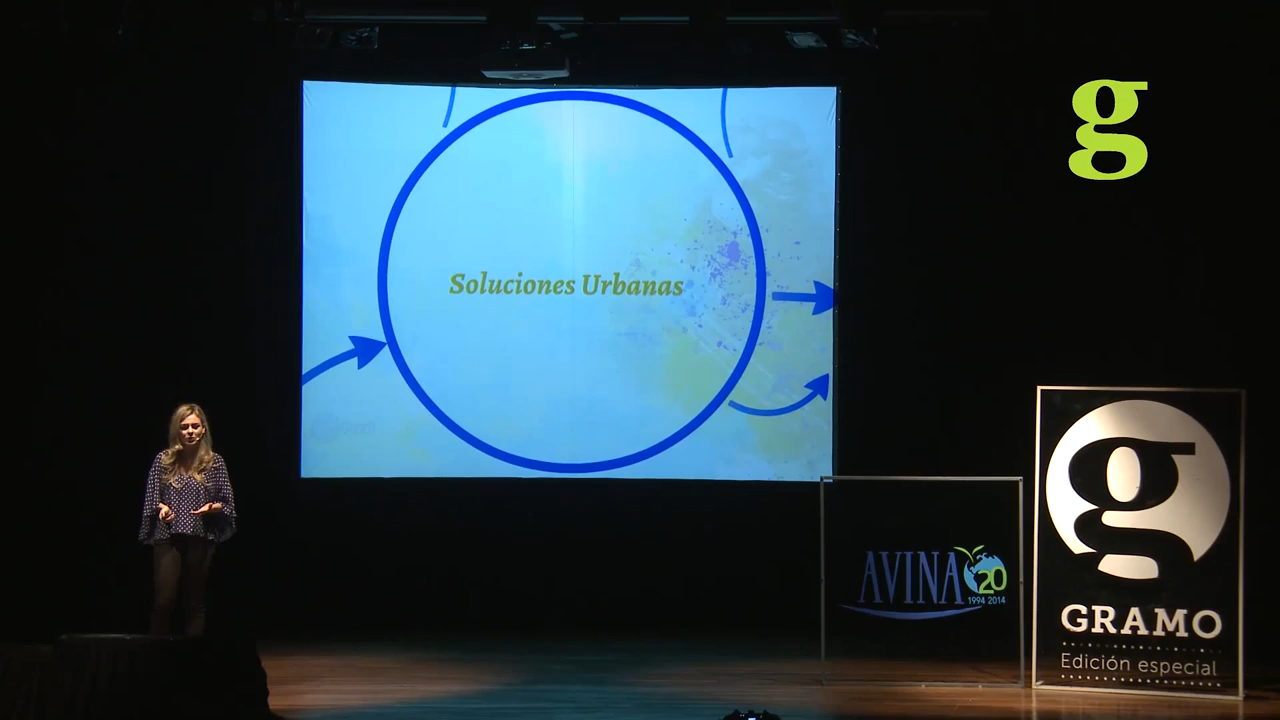 g
Soluciones Urbanas
AVINA 20
1994 2014
g
GRAMO
Edición especial